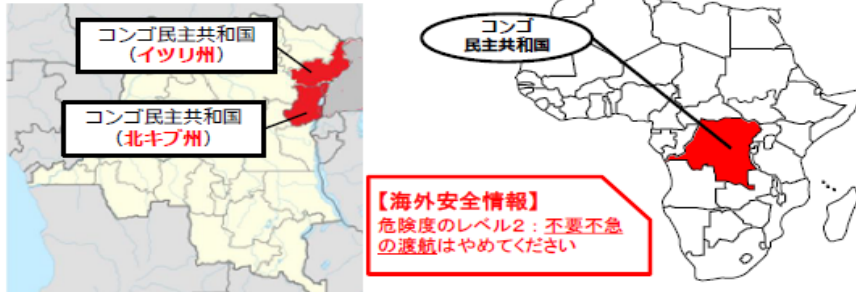 コンゴ民主共和国
（イツリ州）
コンゴ民主共和国
（北キブ州）
コンゴ
民主共和国
【海外安全情報】
危険度のレベル２：不要不急
の渡航はやめてください